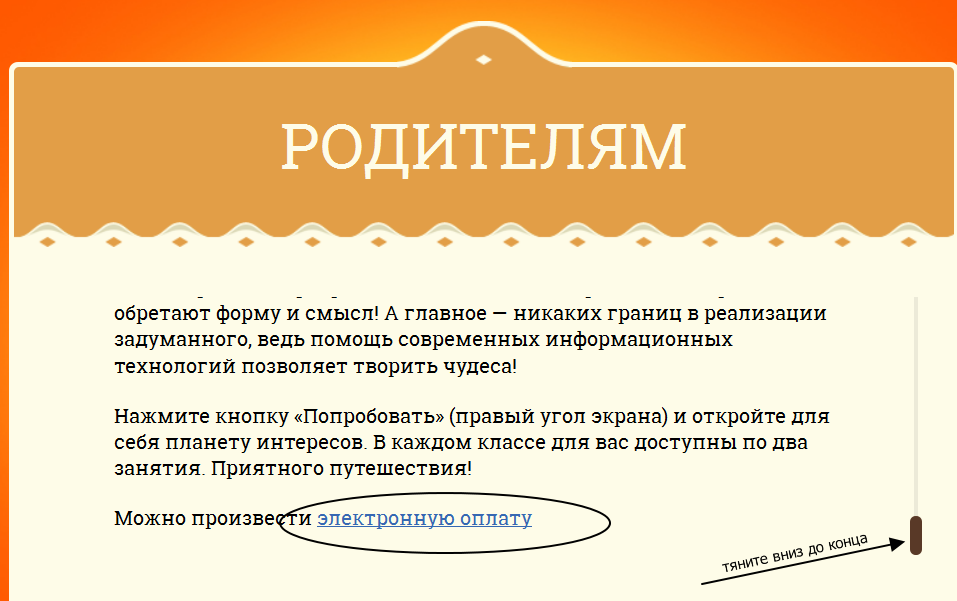 РОДИТЕЛЯМ
обретают форму и смысл! А главное — никаких границ в реализации
задуманного, ведь помощь современных информационных
технологий позволяет творить чудеса!
Нажмите кнопку «Попробовать» (правый угол экрана) и откройте для
себя планету интересов. В каждом классе для вас доступны по два
занятия. Приятного путешествия!
Можно произвести электронную оплату
тяните вниз до конца